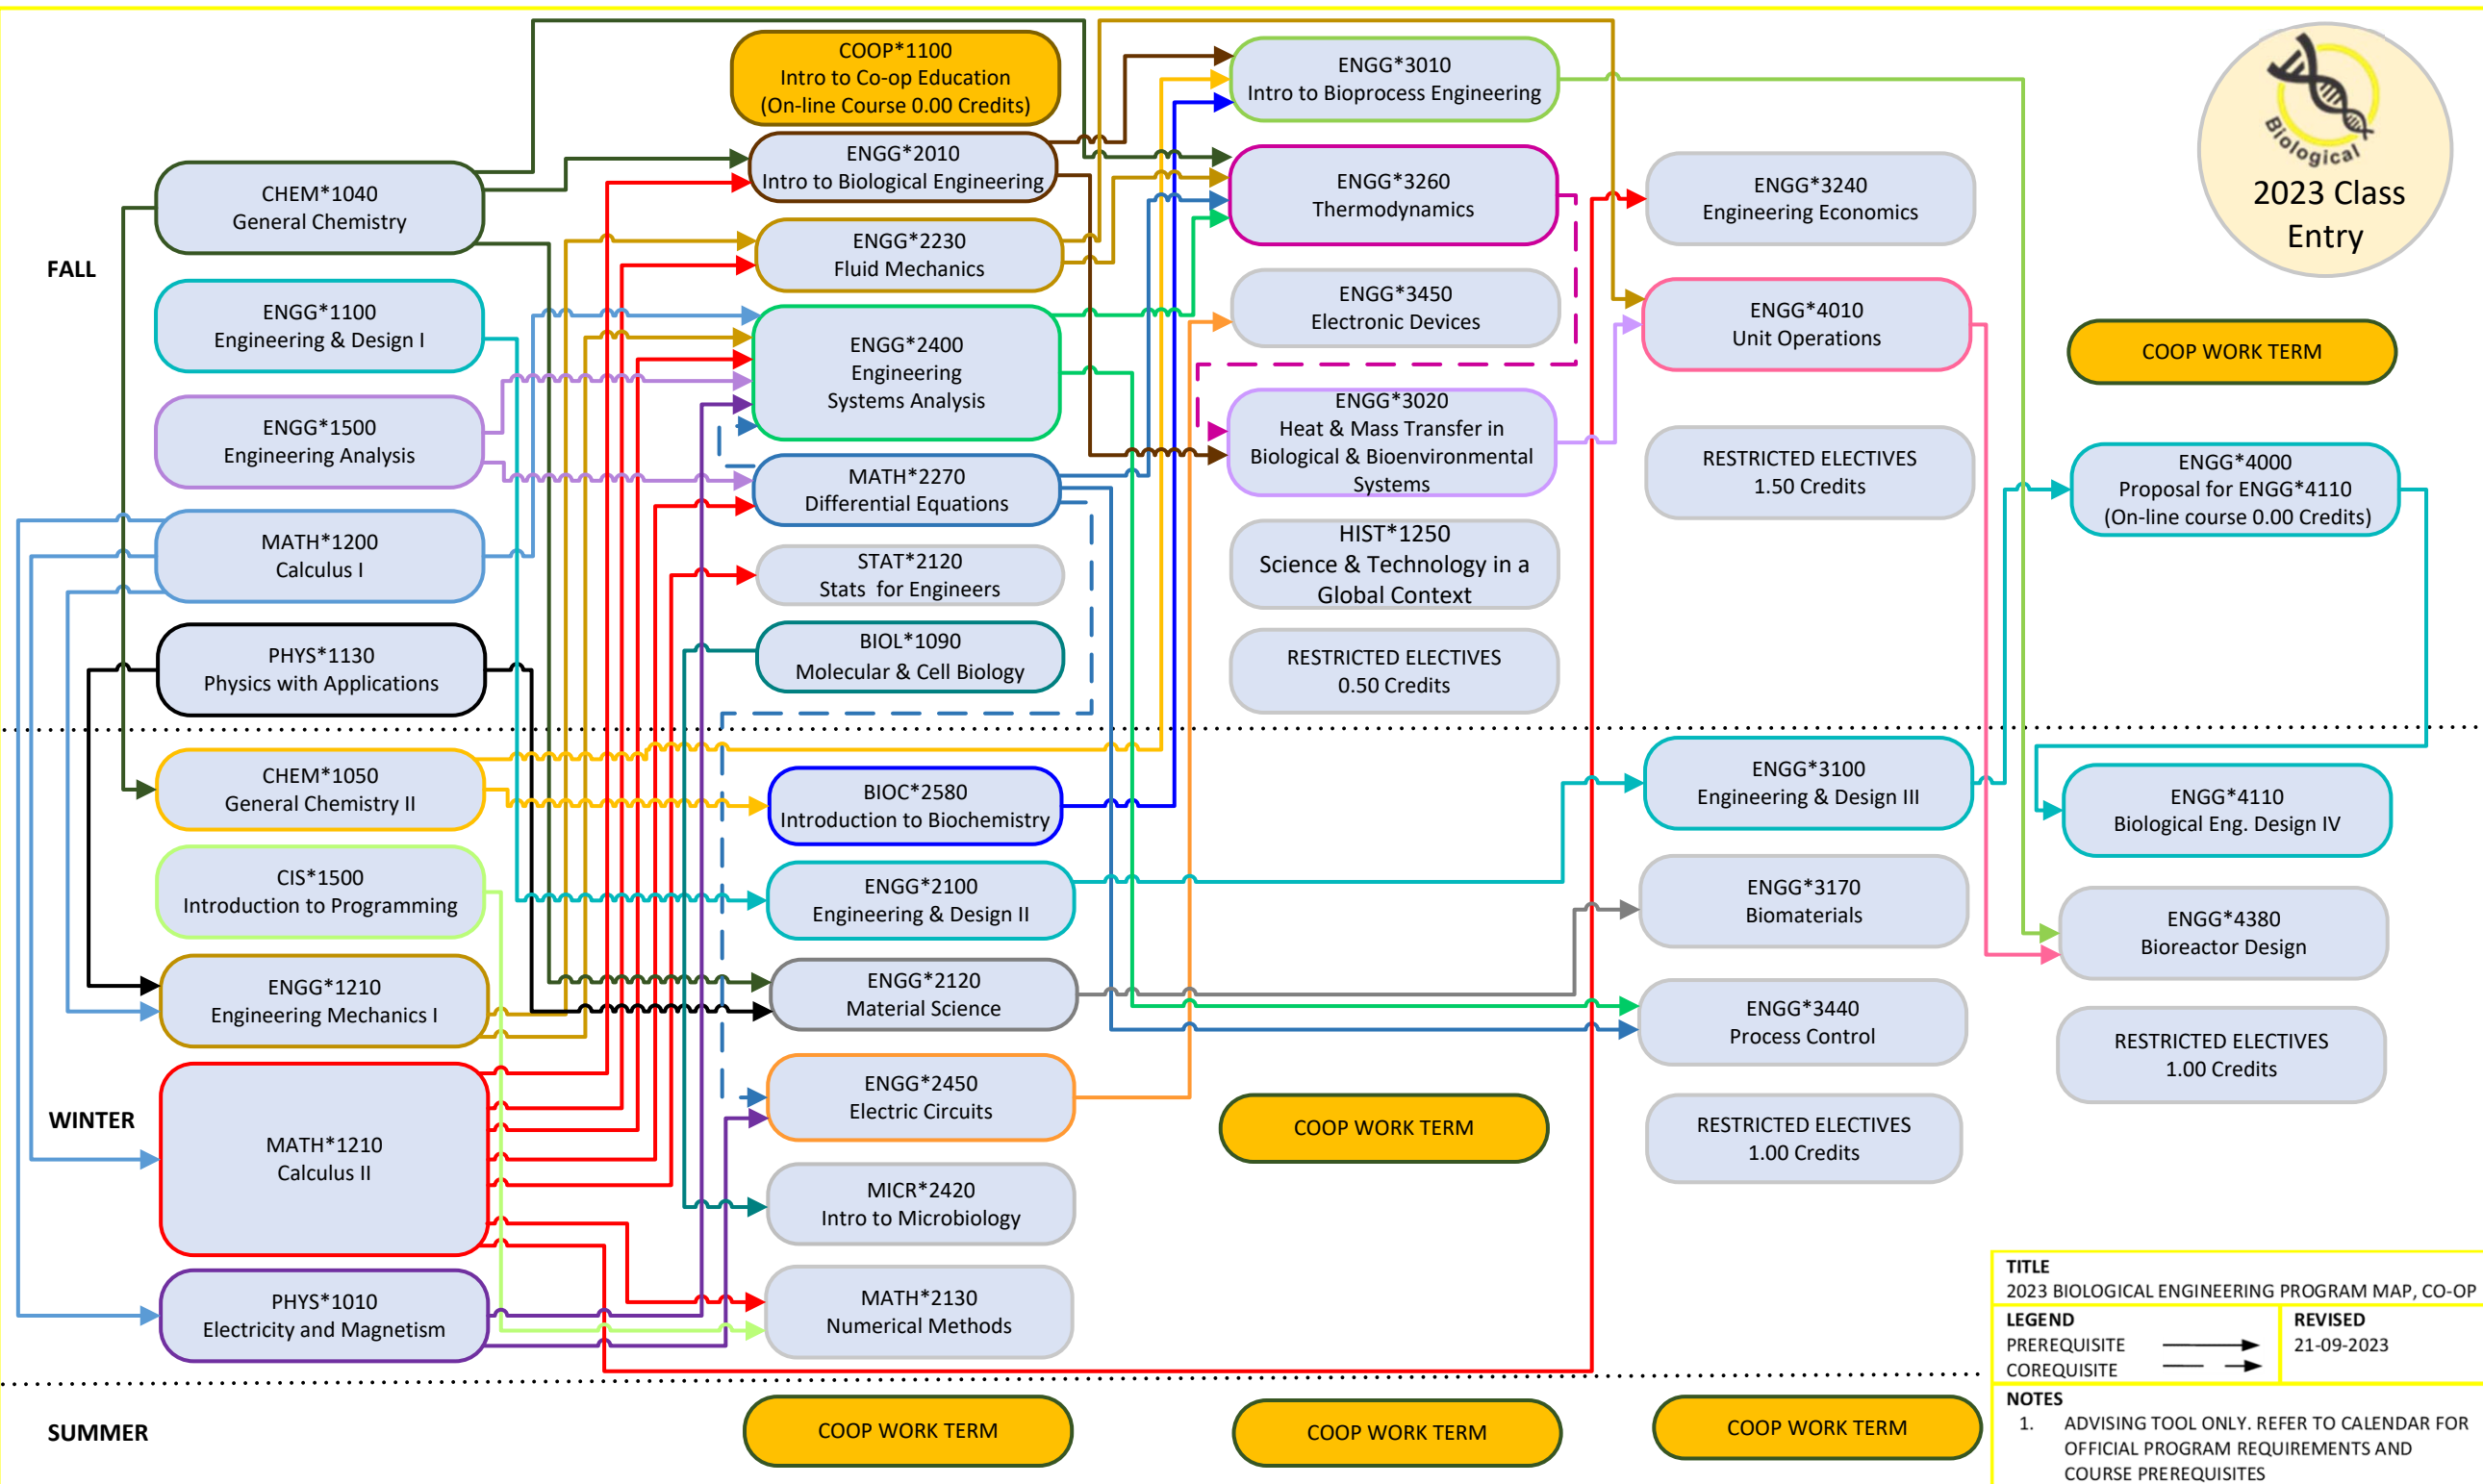 FALL
CHEM*1040
General Chemistry
ENGG*1100
Engineering & Design I
ENGG*1500
Engineering Analysis
MATH*1200
Calculus I
PHYS*1130
Physics with Applications
COOP*1100
Intro to Co-op Education
(On-line Course 0.00 Credits)
ENGG*2010
Intro to Biological Engineering
ENGG*2230
Fluid Mechanics
ENGG*2400
Engineering
Systems Analysis
MATH*2270
Differential Equations
STAT*2120
Stats  for Engineers
BIOL*1090
Molecular & Cell Biology
ENGG*3010
Intro to Bioprocess Engineering
ENGG*3260
Thermodynamics
ENGG*3450
Electronic Devices
ENGG*3020
Heat & Mass Transfer in
Biological & Bioenvironmental
Systems
HIST*1250
Science & Technology in a
Global Context
RESTRICTED ELECTIVES
0.50 Credits
ENGG*3240
Engineering Economics
ENGG*4010
Unit Operations
RESTRICTED ELECTIVES
1.50 Credits
Biological
2023 Class
Entry
COOP WORK TERM
ENGG*4000
Proposal for ENGG*4110
(On-line course 0.00 Credits)
WINTER
CHEM*1050
General Chemistry II
CIS*1500
Introduction to Programming
ENGG*1210
Engineering Mechanics I
MATH*1210
Calculus II
PHYS*1010
Electricity and Magnetism
BIOC*2580
Introduction to Biochemistry
ENGG*2100
Engineering & Design II
ENGG*2120
Material Science
ENGG*2450
Electric Circuits
MICR*2420
Intro to Microbiology
MATH*2130
Numerical Methods
COOP WORK TERM
ENGG*3100
Engineering & Design III
ENGG*3170
Biomaterials
ENGG*3440
Process Control
RESTRICTED ELECTIVES
1.00 Credits
ENGG*4110
Biological Eng. Design IV
ENGG*4380
Bioreactor Design
RESTRICTED ELECTIVES
1.00 Credits
SUMMER
COOP WORK TERM
COOP WORK TERM
COOP WORK TERM
TITLE
2023 BIOLOGICAL ENGINEERING PROGRAM MAP, CO-OP
LEGEND
PREREQUISITE
COREQUISITE
REVISED
21-09-2023
NOTES
1. ADVISING TOOL ONLY. REFER TO CALENDAR FOR
OFFICIAL PROGRAM REQUIREMENTS AND
COURSE PREREQUISITES